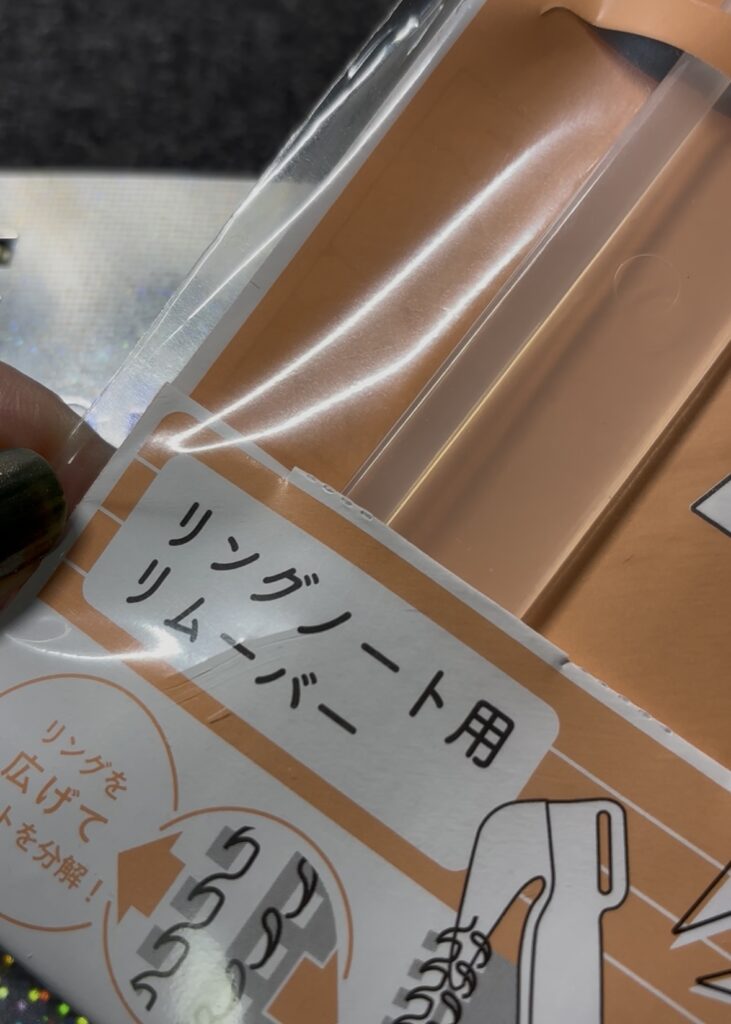 リングノート用
リムーバー
リングを
広げて
トを分解！